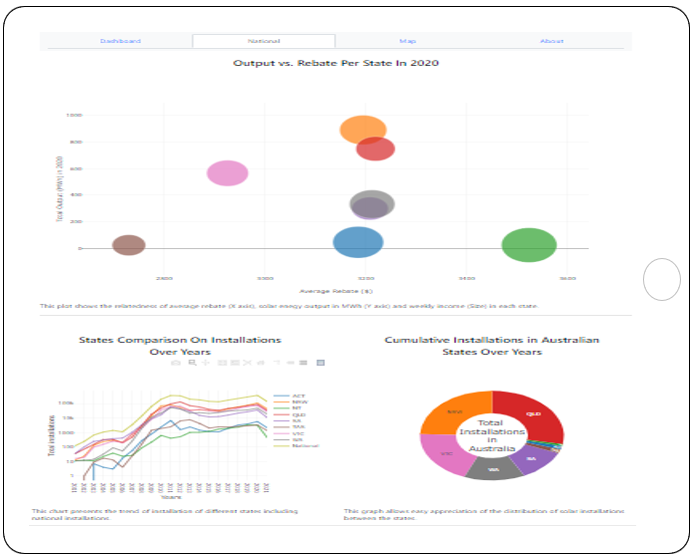 Dashboard National Map About
Output vs. Rebate Per State In 2020
Total Output (MWh) in 2020
1000
8000
6000
4000
2000
0
2800 3000 3200 3400 3600
Average Rebate ($)
This plot shows the relatedness of average rebate (X axis), solar energy output in MWh (Y axis) and weekly income (Size) in each state.
States Comparison On Installations
Over Years
Total Installations
100k
10k
1000
100
10
1
2001 2002 2003 2004 2005 2006 2007 2008 2009 2010 2011 2012 2013 2014 2015 2016 2017 2018 2019 2020 2021
Years
ACT
NSW
NT
QLD
SA
TAS
VIC
WA
National
This chart presents the trend of installation of different states including
national installations.
Cumulative Installations in Australian
States Over Years
NSW
QLD
VIC
WA
SA
Total
Installations
in
Australia
This graph allows easy appreciation of the distribution of solar installations
between the states.